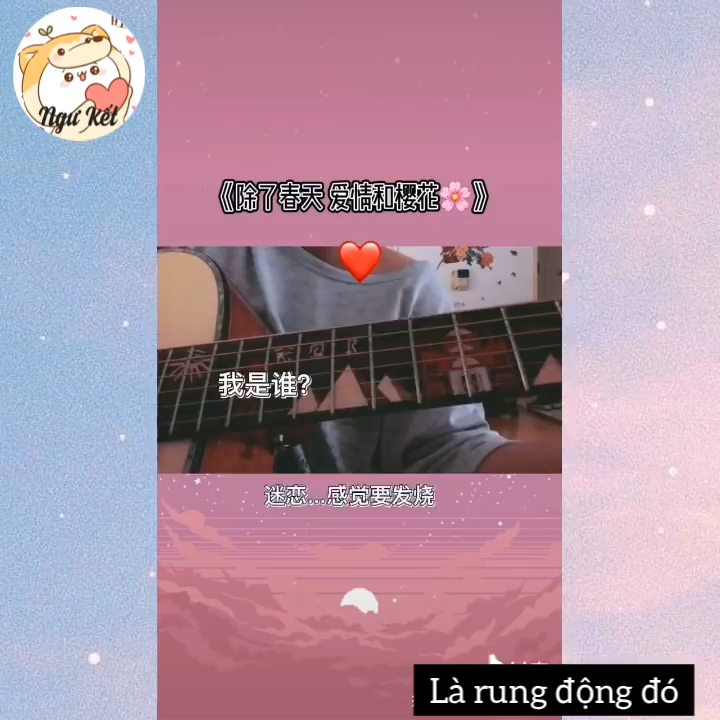 Ngư Kết
《除了春天 爱情和樱花🌸》
我是谁?
迷恋...感觉要发烧
Là rung động đó